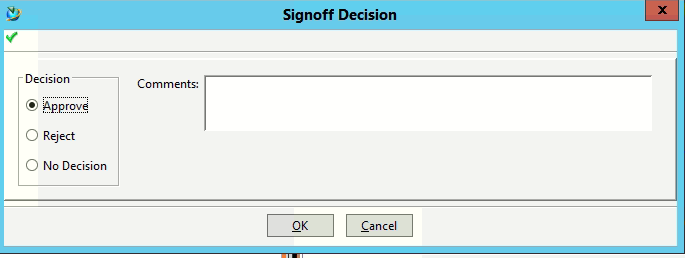 Signoff Decision
Decision
Comments:
Approve
Reject
No Decision
OK
Cancel